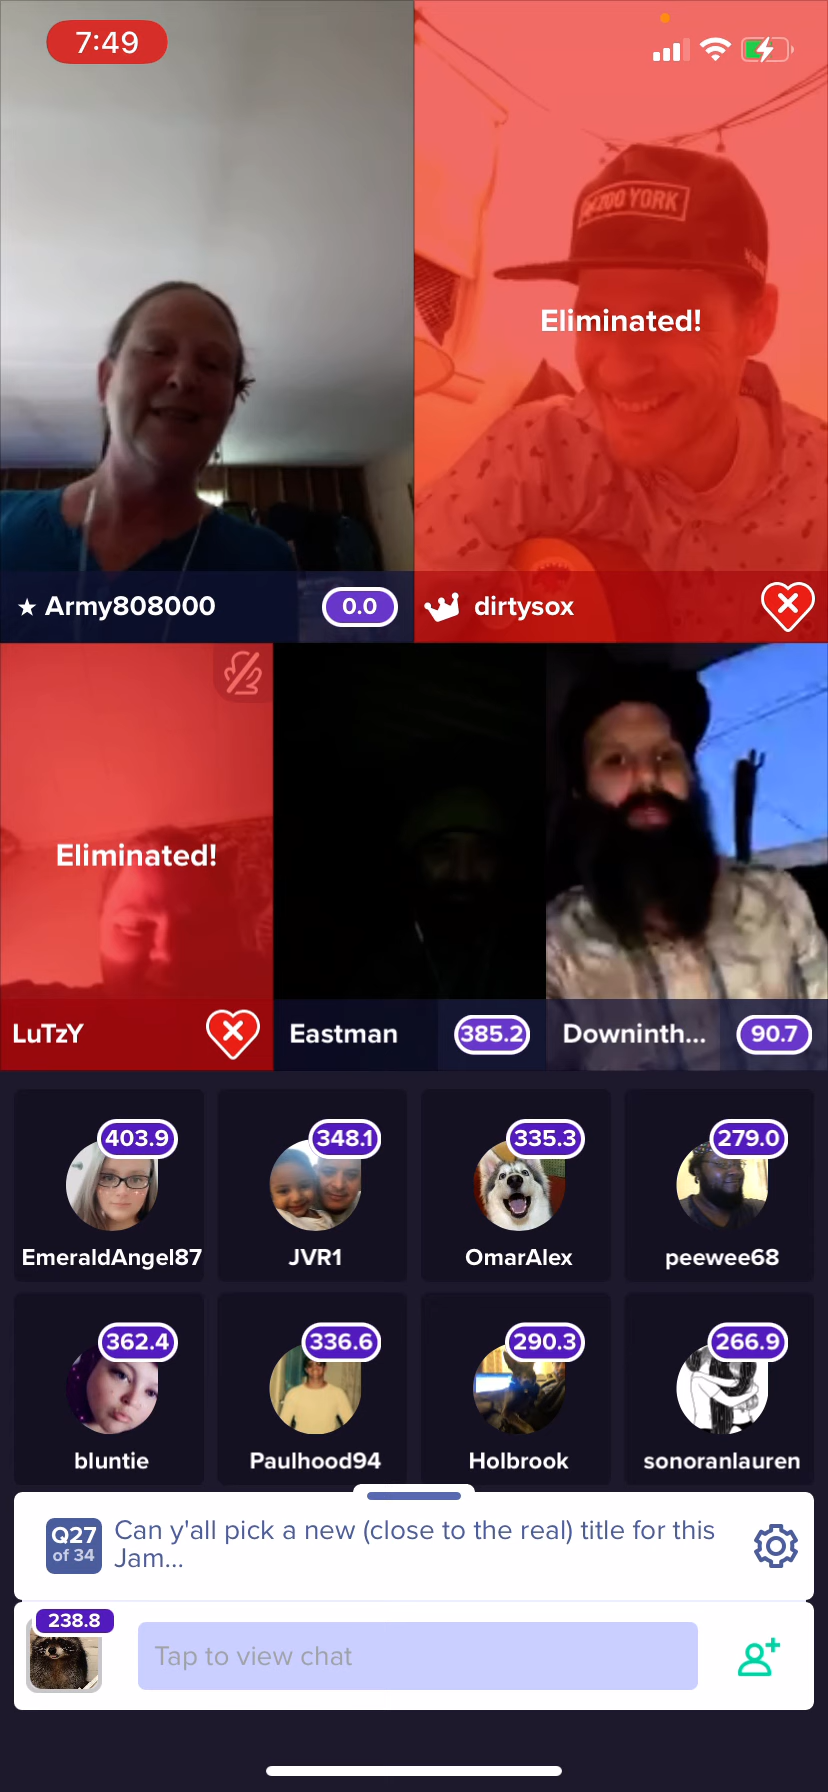 7:49
ZOO YORK
Eliminated!
★ Army808000
0.0
dirtysox
Eliminated!
LuTzY
Eastman
385.2
Downinth...
90.7
403.9
348.1
335.3
279.0
EmeraldAngel87
JVR1
OmarAlex
peewee68
362.4
336.6
290.3
266.9
bluntie
Paulhood94
Holbrook
sonoranlauren
Q27
of 34
Can y'all pick a new (close to the real) title for this
Jam...
238.8
Tap to view chat